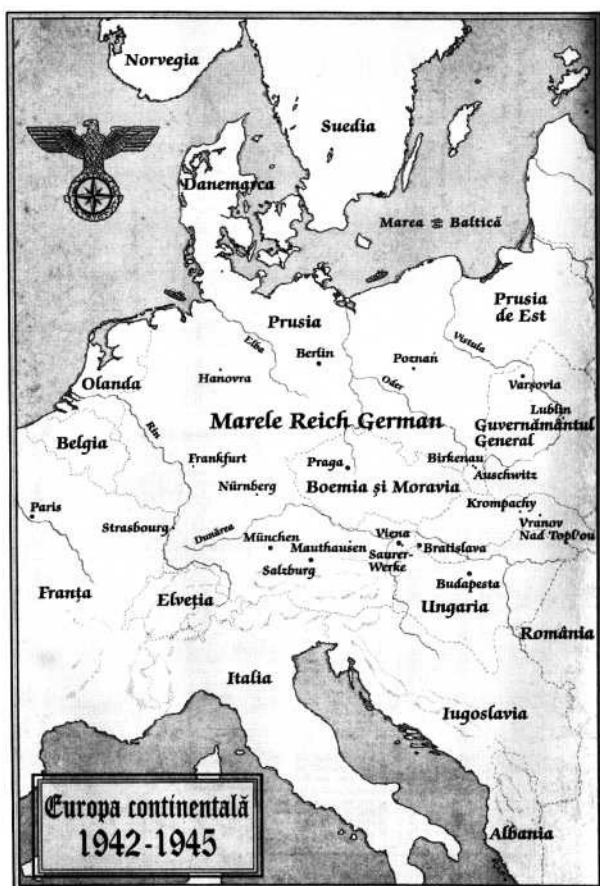 Norvegia
Suedia
Danemarca
Marea Baltică
Prusia
de Est
Prusia
Elba
Berlin
Poznań
Vistula
Olanda
Hanovra
Oder
Varșovia
Lublin
Marele Reich German
Guvernământul
General
Belgia
Rin
Frankfurt
Praga
Birkenau
Auschwitz
Nürnberg
Boemia și Moravia
Krompachy
Paris
Strasbourg
Dunărea
München
Mauthausen
Viena
Bratislava
Vranov
Nad Topl'ou
Salzburg
Saurer-
Werke
Budapesta
Franța
Elveția
Ungaria
România
Italia
Iugoslavia
Europa continentală
1942-1945
Albania